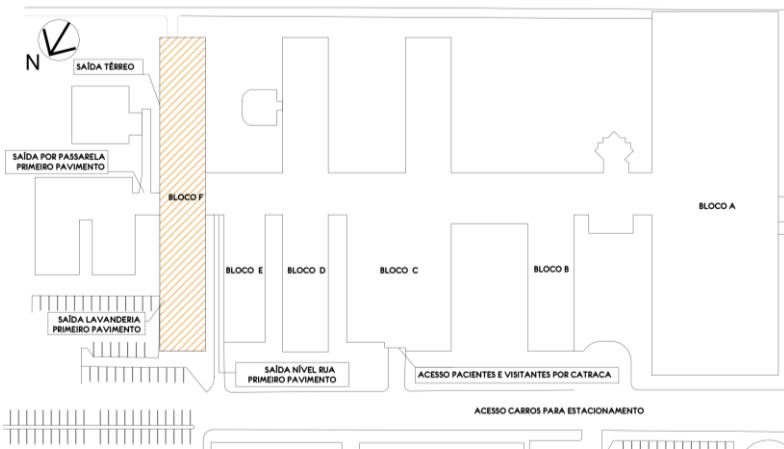 N
SAÍDA TÉRREO
SAÍDA POR PASSARELA
PRIMEIRO PAVIMENTO
BLOCO F
BLOCO A
BLOCO E
BLOCO D
BLOCO C
BLOCO B
SAÍDA LAVANDERIA
PRIMEIRO PAVIMENTO
SAÍDA NÍVEL RUA
PRIMEIRO PAVIMENTO
ACESSO PACIENTES E VISITANTES POR CATRACA
ACESSO CARROS PARA ESTACIONAMENTO